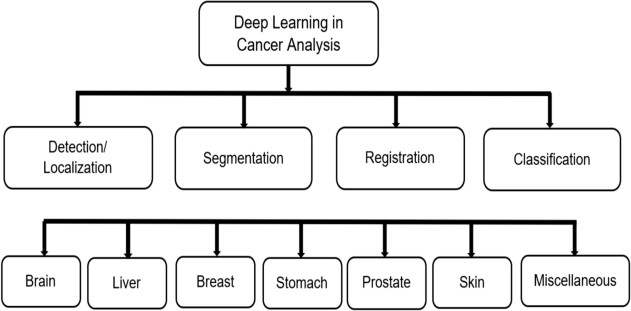 Deep Learning in
Cancer Analysis
Detection/
Localization
Segmentation
Registration
Classification
Brain
Liver
Breast
Stomach
Prostate
Skin
Miscellaneous